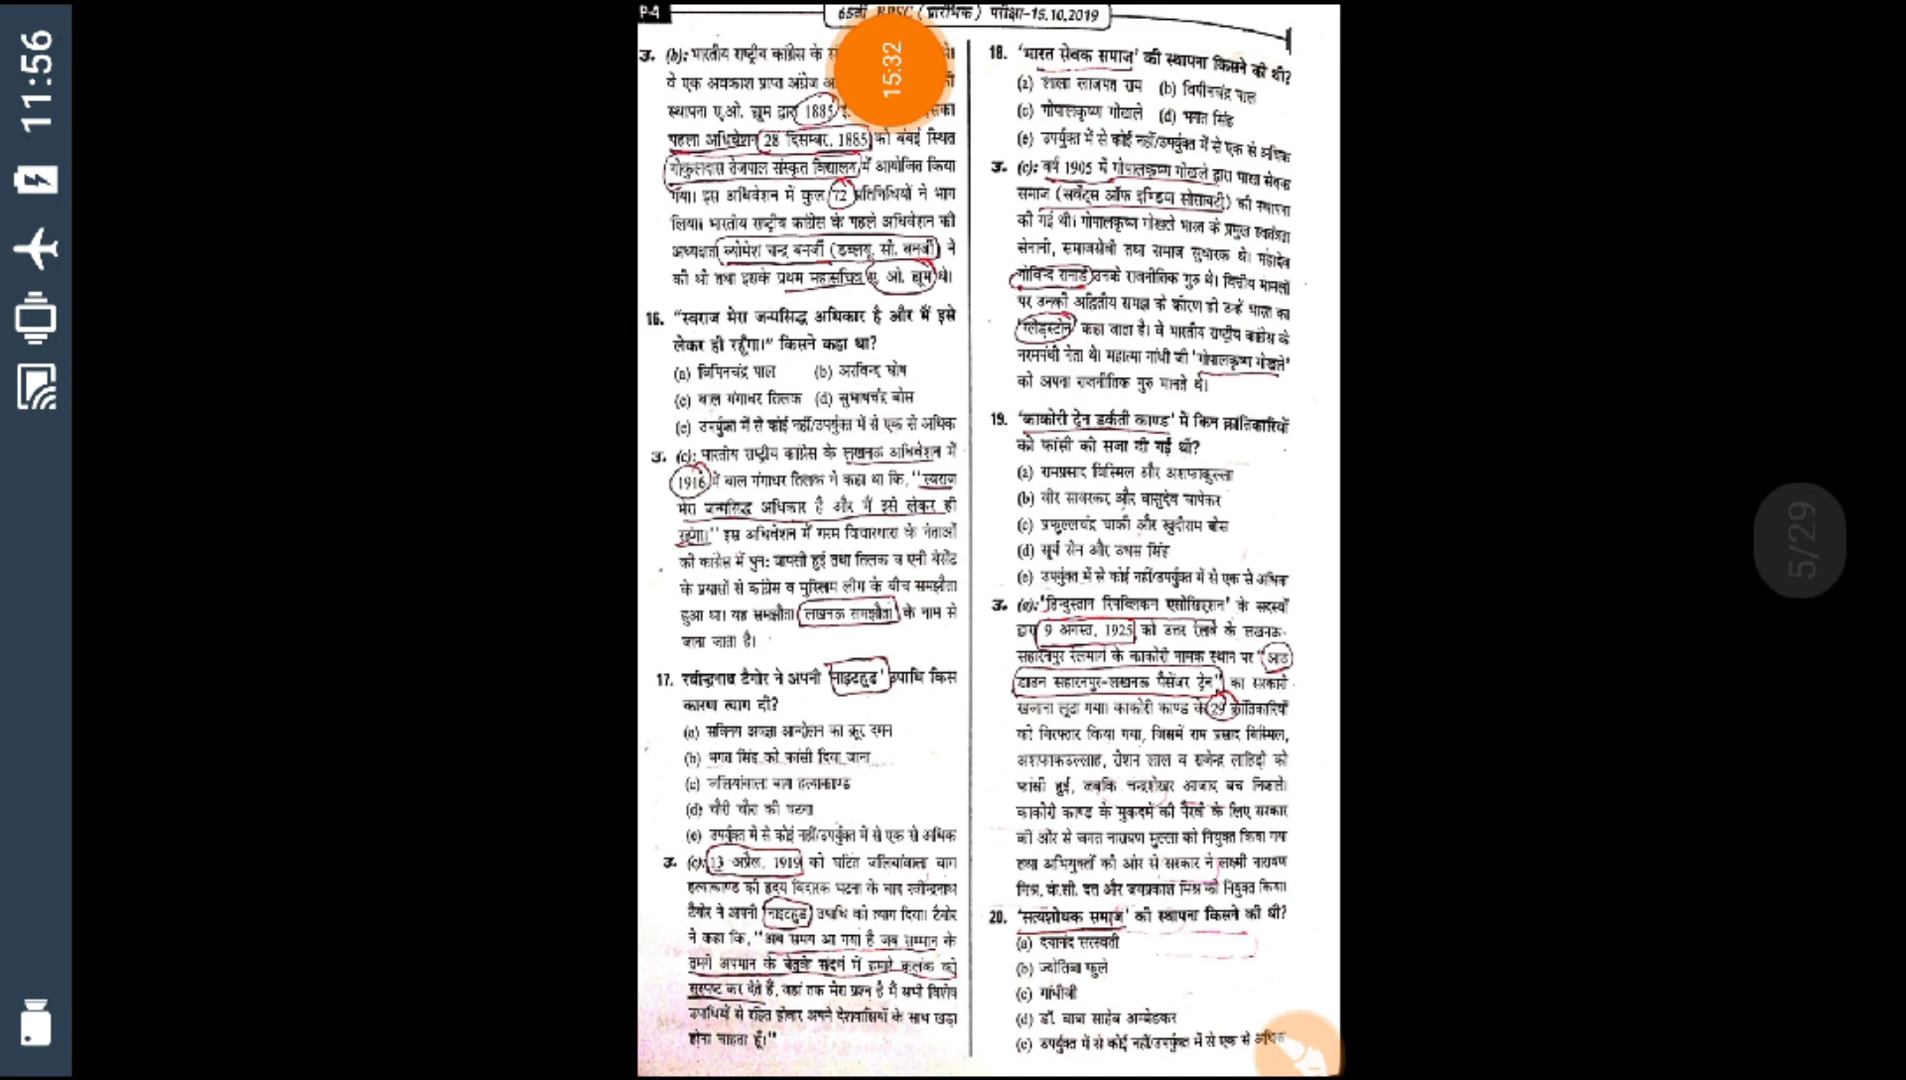 11:56
P-4
65वीं BPSC (प्रारंभिक) परीक्षा-15.10.2019
15:32
5/29
उ. (b): भारतीय राष्ट्रीय कांग्रेस के
वे एक अवकाश प्राप्त अंग्रेज
स्थापना ए.ओ. ह्यूम द्वारा 1885
पहला अधिवेशन 28 दिसम्बर, 1885 को बंबई स्थित
गोकुलदास तेजपाल संस्कृत विद्यालय में आयोजित किया
गया। इस अधिवेशन में कुल 72 प्रतिनिधियों ने भाग
लिया। भारतीय राष्ट्रीय कांग्रेस के पहले अधिवेशन की
अध्यक्षता व्योमेश चन्द्र बनर्जी (डब्लयू. सी. बनर्जी) ने
की थी तथा इसके प्रथम महासचिव ए. ओ. ह्यूम थे।
16. "स्वराज मेरा जन्मसिद्ध अधिकार है और मैं इसे
लेकर ही रहूँगा।" किसने कहा था?
(a) बिपिनचंद्र पाल (b) अरविन्द घोष
(c) बाल गंगाधर तिलक (d) सुभाषचंद्र बोस
(e) उपर्युक्त में से कोई नहीं/उपर्युक्त में से एक से अधिक
उ. (c): भारतीय राष्ट्रीय कांग्रेस के लखनऊ अधिवेशन में
1916 में बाल गंगाधर तिलक ने कहा था कि, "स्वराज
मेरा जन्मसिद्ध अधिकार है और मैं इसे लेकर ही
रहूंगा।" इस अधिवेशन में गरम विचारधारा के नेताओं
की कांग्रेस में पुन: वापसी हुई तथा तिलक व एनी बेसेंट
के प्रयासों से कांग्रेस व मुस्लिम लीग के बीच समझौता
हुआ था। यह समझौता लखनऊ समझौता के नाम से
जाना जाता है।
17. रवीन्द्रनाथ टैगोर ने अपनी 'नाइटहुड' उपाधि किस
कारण त्याग दी?
(a) सविनय अवज्ञा आन्दोलन का क्रूर दमन
(b) भगत सिंह को फांसी दिया जाना
(c) जलियांवाला बाग हत्याकाण्ड
(d) चौरी चौरा की घटना
(e) उपर्युक्त में से कोई नहीं/उपर्युक्त में से एक से अधिक
उ. (c): 13 अप्रैल, 1919 को घटित जलियांवाला बाग
हत्याकाण्ड की हृदय विदारक घटना के बाद रवीन्द्रनाथ
टैगोर ने अपनी नाइटहुड उपाधि को त्याग दिया। टैगोर
ने कहा कि, "अब समय आ गया है जब सम्मान के
तमगे अपमान के बेतुके संदर्भ में हमारे कलंक को
सुस्पष्ट कर देते हैं, जहां तक मेरा प्रश्न है मैं सभी विशेष
उपाधियों से रहित होकर अपने देशवासियों के साथ खड़ा
होना चाहता हूँ।"
18. 'भारत सेवक समाज' की स्थापना किसने की थी?
(a) लाला लाजपत राय (b) विपीनचंद्र पाल
(c) गोपालकृष्ण गोखले (d) भगत सिंह
(e) उपर्युक्त में से कोई नहीं/उपर्युक्त में से एक से अधिक
उ. (c): वर्ष 1905 में गोपालकृष्ण गोखले द्वारा भारत सेवक
समाज (सर्वेंट्स ऑफ इण्डिया सोसायटी) की स्थापना
की गई थी। गोपालकृष्ण गोखले भारत के प्रमुख स्वतंत्रता
सेनानी, समाजसेवी तथा समाज सुधारक थे। महादेव
गोविन्द रानाडे उनके राजनीतिक गुरु थे। वित्तीय मामलों
पर उनकी अद्वितीय समझ के कारण ही उन्हें भारत का
'ग्लेडस्टोन' कहा जाता है। वे भारतीय राष्ट्रीय कांग्रेस के
नरमपंथी नेता थे। महात्मा गांधी जी 'गोपालकृष्ण गोखले'
को अपना राजनीतिक गुरु मानते थे।
19. 'काकोरी ट्रेन डकैती काण्ड' में किन क्रांतिकारियों
को फांसी की सजा दी गई थी?
(a) रामप्रसाद बिस्मिल और अशफाकुल्ला
(b) वीर सावरकर और वासुदेव चापेकर
(c) प्रफुल्लचंद्र चाकी और खुदीराम बोस
(d) सूर्य सेन और उधम सिंह
(e) उपर्युक्त में से कोई नहीं/उपर्युक्त में से एक से अधिक
उ. (a): 'हिन्दुस्तान रिपब्लिकन एसोसिएशन' के सदस्यों
द्वारा 9 अगस्त, 1925 को उत्तर रेलवे के लखनऊ-
सहारनपुर रेलमार्ग के काकोरी नामक स्थान पर "आठ
डाउन सहारनपुर-लखनऊ पैसेंजर ट्रेन" का सरकारी
खजाना लूटा गया। काकोरी काण्ड के 29 क्रांतिकारियों
को गिरफ्तार किया गया, जिसमें राम प्रसाद बिस्मिल,
अशफाकउल्लाह, रोशन लाल व राजेन्द्र लाहिड़ी को
फांसी हुई, जबकि चन्द्रशेखर आजाद बच निकले।
काकोरी काण्ड के मुकदमे की पैरवी के लिए सरकार
की ओर से जगत नारायण मुल्ला को नियुक्त किया गया
तथा अभियुक्तों की ओर से सरकार ने लक्ष्मी नारायण
मिश्र, के.सी. दत्त और जयप्रकाश मिश्र को नियुक्त किया।
20. 'सत्यशोधक समाज' की स्थापना किसने की थी?
(a) दयानंद सरस्वती
(b) ज्योतिबा फुले
(c) गांधीजी
(d) डॉ. बाबा साहेब अम्बेडकर
(e) उपर्युक्त में से कोई नहीं/उपर्युक्त में से एक से अधिक